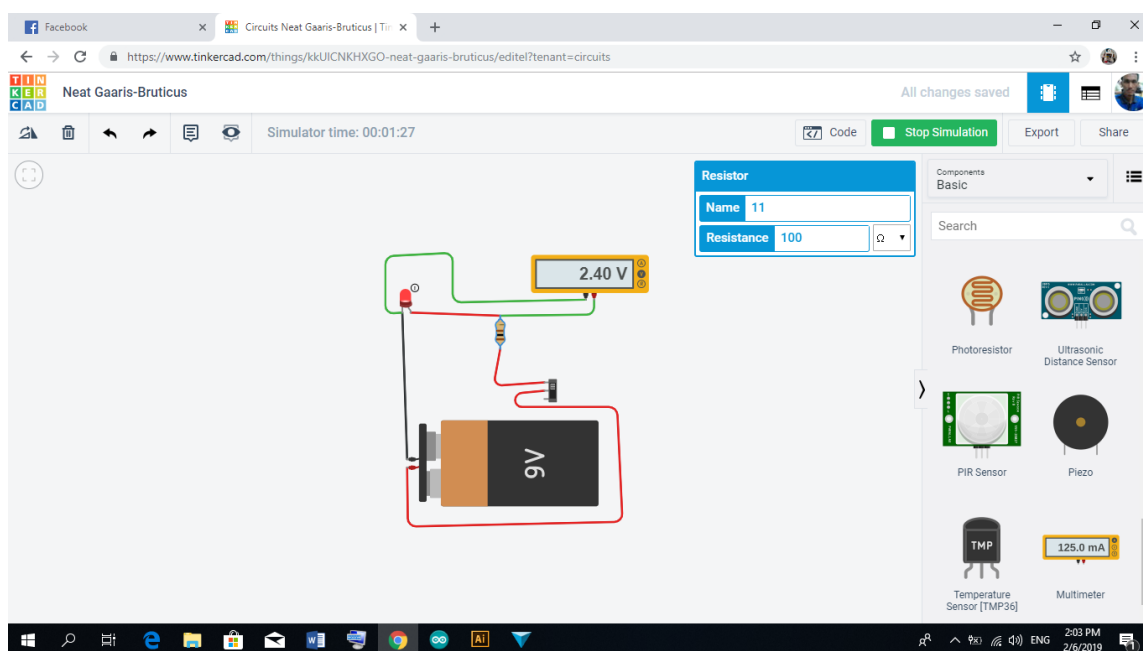 Facebook
Circuits Neat Gaaris-Bruticus | Tin
https://www.tinkercad.com/things/kkUICNKHXGO-neat-gaaris-bruticus/editel?tenant=circuits
TIN
KER
CAD
Neat Gaaris-Bruticus
All changes saved
Simulator time: 00:01:27
Code
Stop Simulation
Export
Share
Resistor
Name 11
Resistance 100 Ω
Components
Basic
Search
2.40 V
9V
Photoresistor
Ultrasonic
Distance Sensor
PIR Sensor
Piezo
TMP
125.0 mA
Temperature
Sensor [TMP36]
Multimeter
Ai
ENG
2:03 PM
2/6/2019